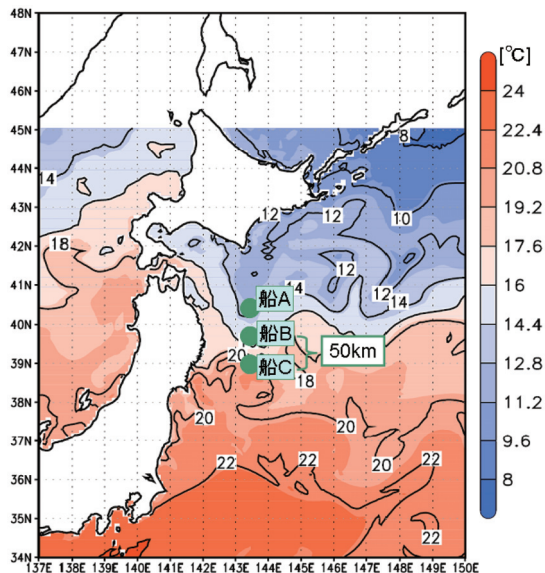 48N
[℃]
47N
46N
45N
44N
43N
42N
41N
40N
39N
38N
37N
36N
35N
34N
24
22.4
20.8
19.2
17.6
16
14.4
12.8
11.2
9.6
8
8
14
12
12
10
18
12
12
14
14
船A
船B
50km
20
船C
18
20
20
20
22
22
22
137E 138E 139E 140E 141E 142E 143E 144E 145E 146E 147E 148E 149E 150E